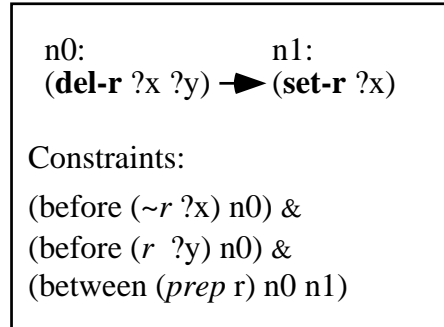 n0: n1:
(del-r ?x ?y) → (set-r ?x)
Constraints:
(before (~r ?x) n0) &
(before (r ?y) n0) &
(between (prep r) n0 n1)